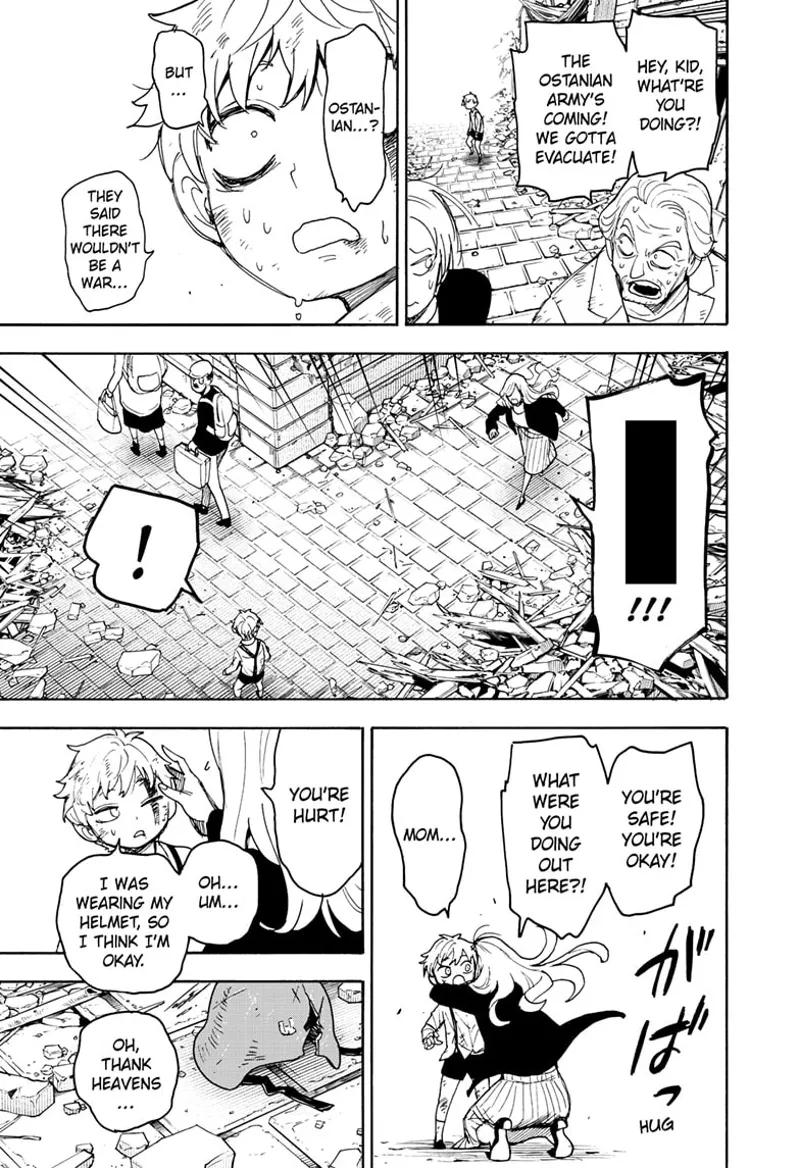 HEY, KID,
WHAT'RE
YOU
DOING?!
THE
OSTANIAN
ARMY'S
COMING!
WE GOTTA
EVACUATE!
OSTAN-
IAN...?
BUT
...
THEY
SAID
THERE
WOULDN'T
BE A
WAR...
!!!
!
YOU'RE
SAFE!
YOU'RE
OKAY!
WHAT
WERE
YOU
DOING
OUT
HERE?!
MOM...
がばっ
HUG
YOU'RE
HURT!
OH...
UM...
I WAS
WEARING MY
HELMET, SO
I THINK I'M
OKAY.
OH,
THANK
HEAVENS
...